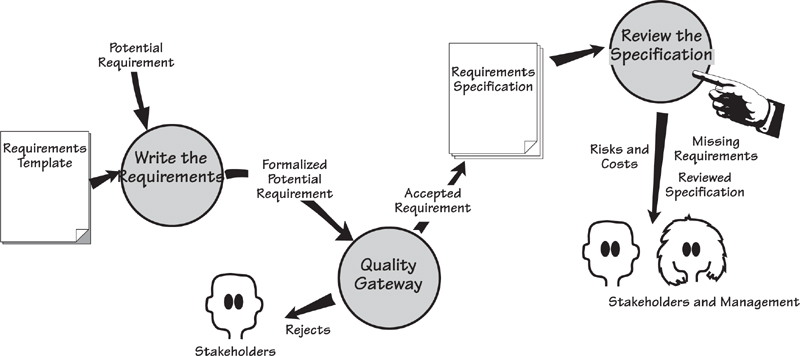 Potential
Requirement
Requirements
Template
Write the
Requirements
Formalized
Potential
Requirement
Quality
Gateway
Rejects
Stakeholders
Accepted
Requirement
Requirements
Specification
Review the
Specification
Risks and
Costs
Missing
Requirements
Reviewed
Specification
Stakeholders and Management